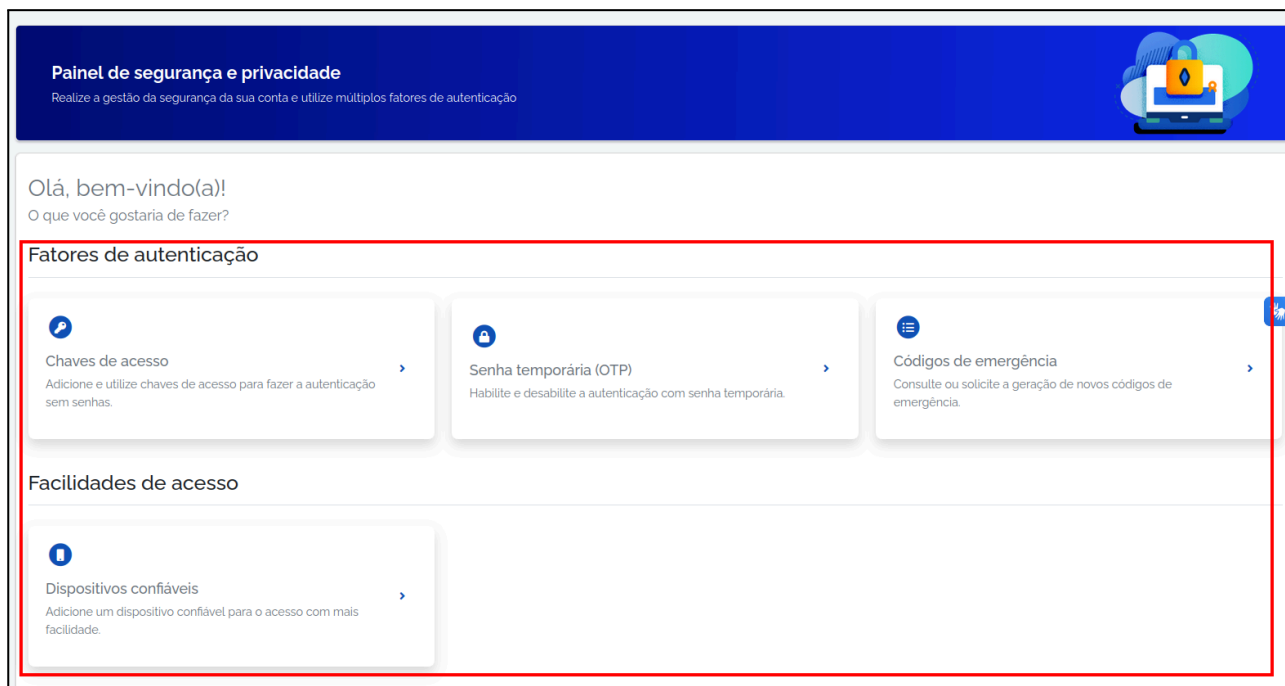 Painel de segurança e privacidade
Realize a gestão da segurança da sua conta e utilize múltiplos fatores de autenticação
Olá, bem-vindo(a)!
O que você gostaria de fazer?
Fatores de autenticação
Chaves de acesso
Adicione e utilize chaves de acesso para fazer a autenticação
sem senhas.
Senha temporária (OTP)
Habilite e desabilite a autenticação com senha temporária.
Códigos de emergência
Consulte ou solicite a geração de novos códigos de
emergência.
Facilidades de acesso
Dispositivos confiáveis
Adicione um dispositivo confiável para o acesso com mais
facilidade.